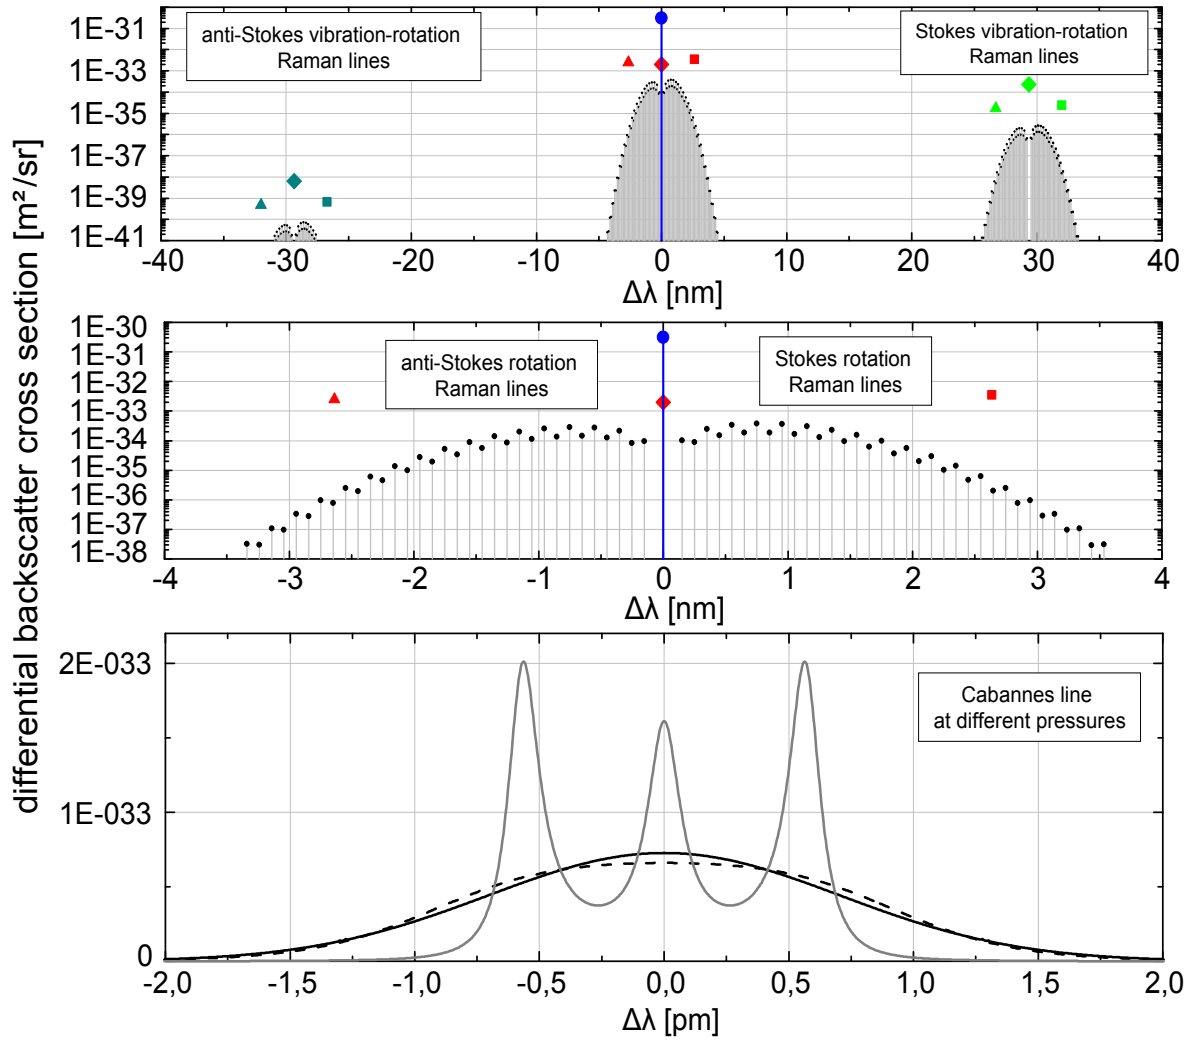 differential backscatter cross section [m²/sr]
1E-31
1E-33
1E-35
1E-37
1E-39
1E-41
anti-Stokes vibration-rotation
Raman lines
Stokes vibration-rotation
Raman lines
-40 -30 -20 -10 0 10 20 30 40
Δλ [nm]
1E-30
1E-31
1E-32
1E-33
1E-34
1E-35
1E-36
1E-37
1E-38
anti-Stokes rotation
Raman lines
Stokes rotation
Raman lines
-4 -3 -2 -1 0 1 2 3 4
Δλ [nm]
2E-033
1E-033
0
Cabannes line
at different pressures
-2,0 -1,5 -1,0 -0,5 0,0 0,5 1,0 1,5 2,0
Δλ [pm]